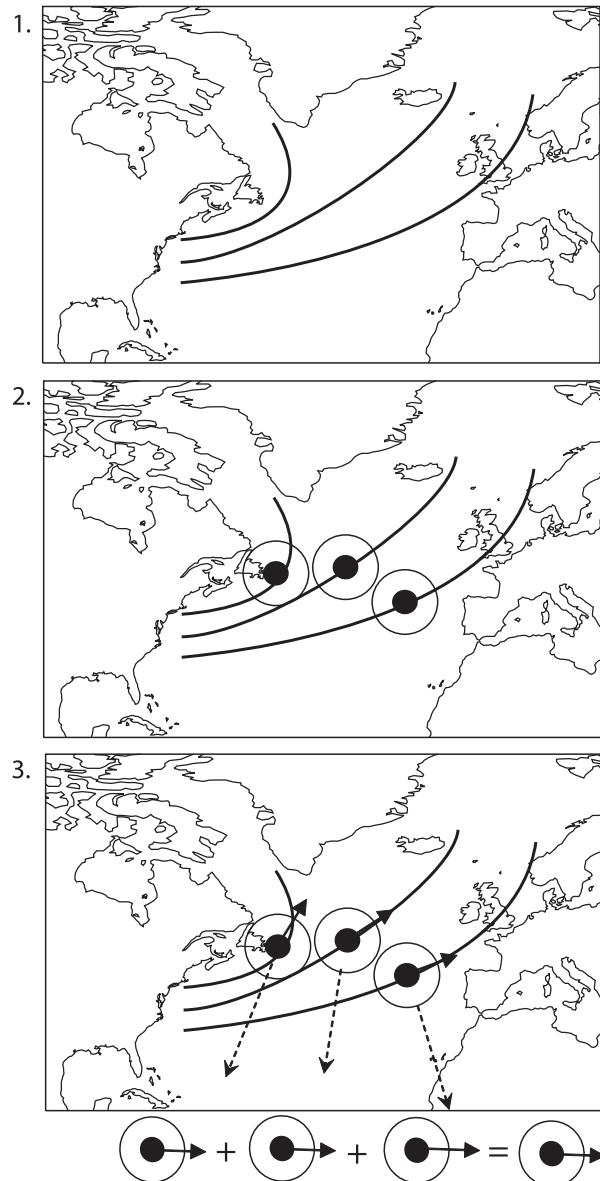 1.
2.
3.
+ + =